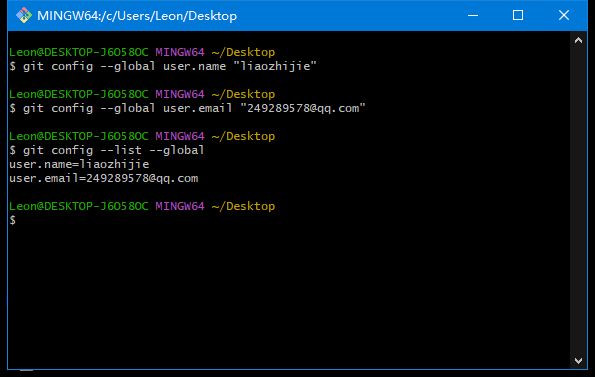 MINGW64:/c/Users/Leon/Desktop
Leon@DESKTOP-J6O58OC MINGW64 ~/Desktop
$ git config --global user.name "liaozhijie"
Leon@DESKTOP-J6O58OC MINGW64 ~/Desktop
$ git config --global user.email "249289578@qq.com"
Leon@DESKTOP-J6O58OC MINGW64 ~/Desktop
$ git config --list --global
user.name=liaozhijie
user.email=249289578@qq.com
Leon@DESKTOP-J6O58OC MINGW64 ~/Desktop
$